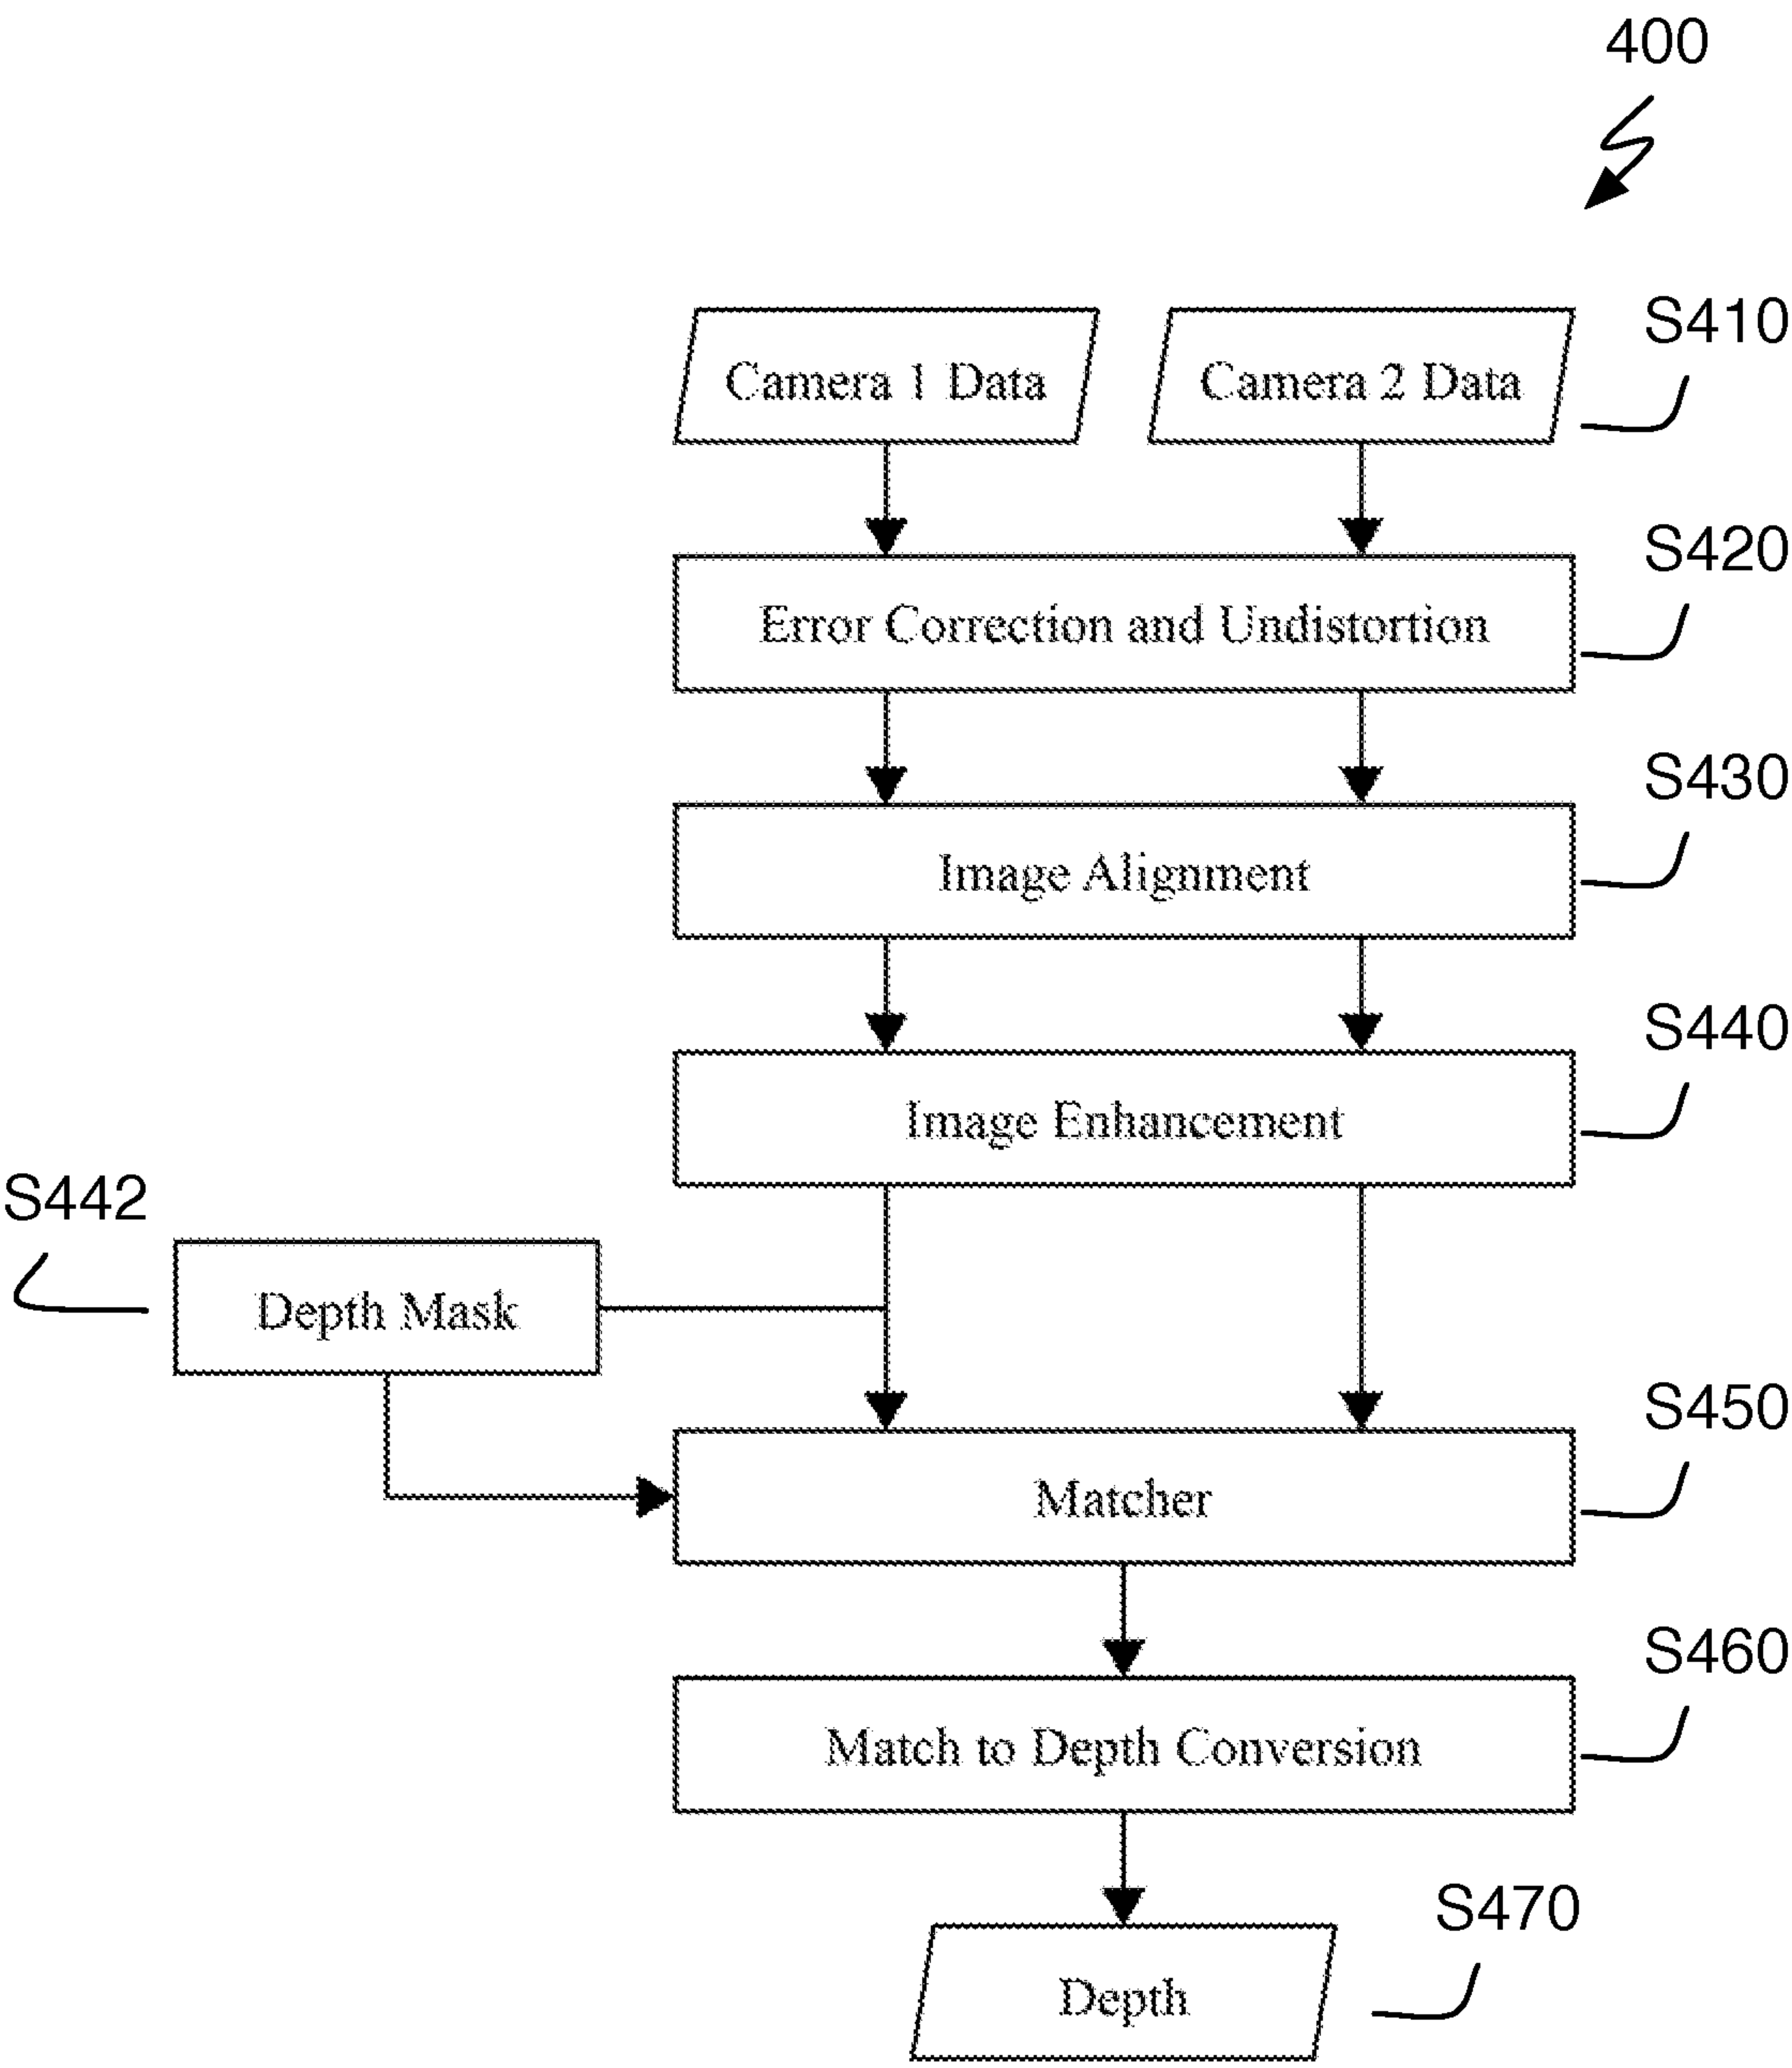 400
Camera 1 Data
Camera 2 Data
S410
Error Correction and Undistortion
S420
Image Alignment
S430
Image Enhancement
S440
S442
Depth Mask
Matcher
S450
Match to Depth Conversion
S460
Depth
S470